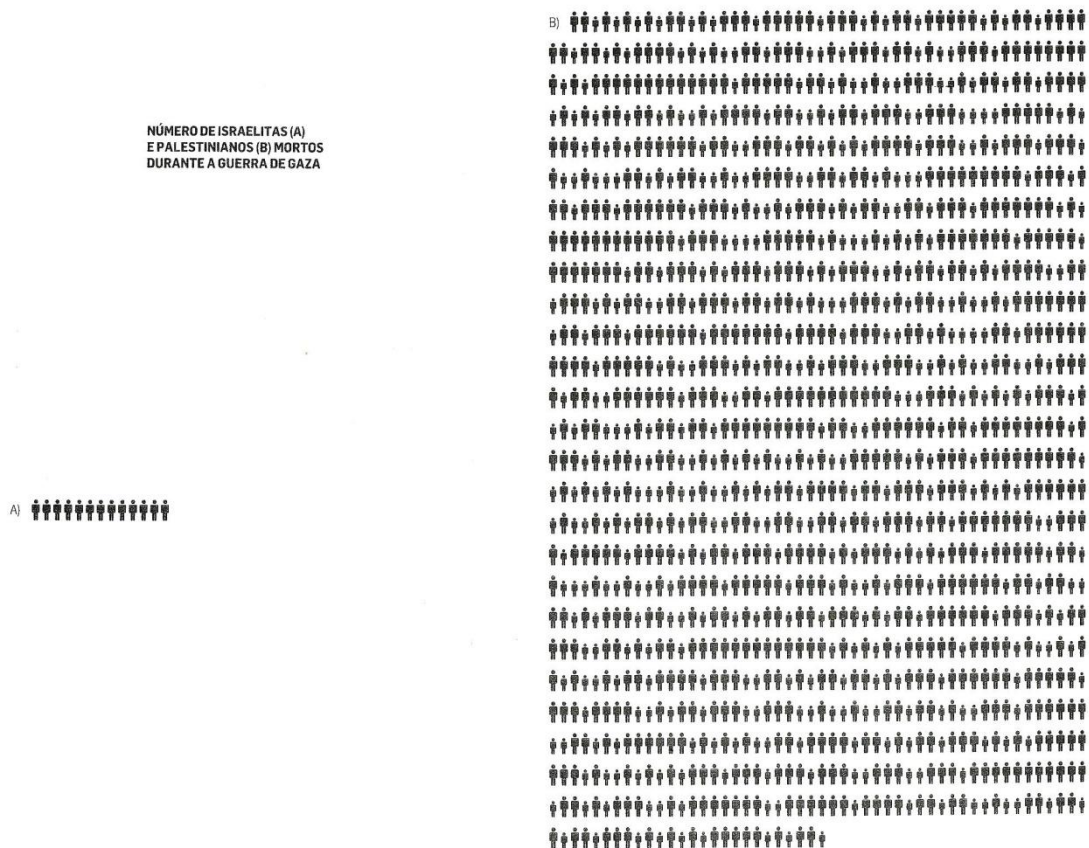 NÚMERO DE ISRAELITAS (A)
E PALESTINIANOS (B) MORTOS
DURANTE A GUERRA DE GAZA
A)
B)